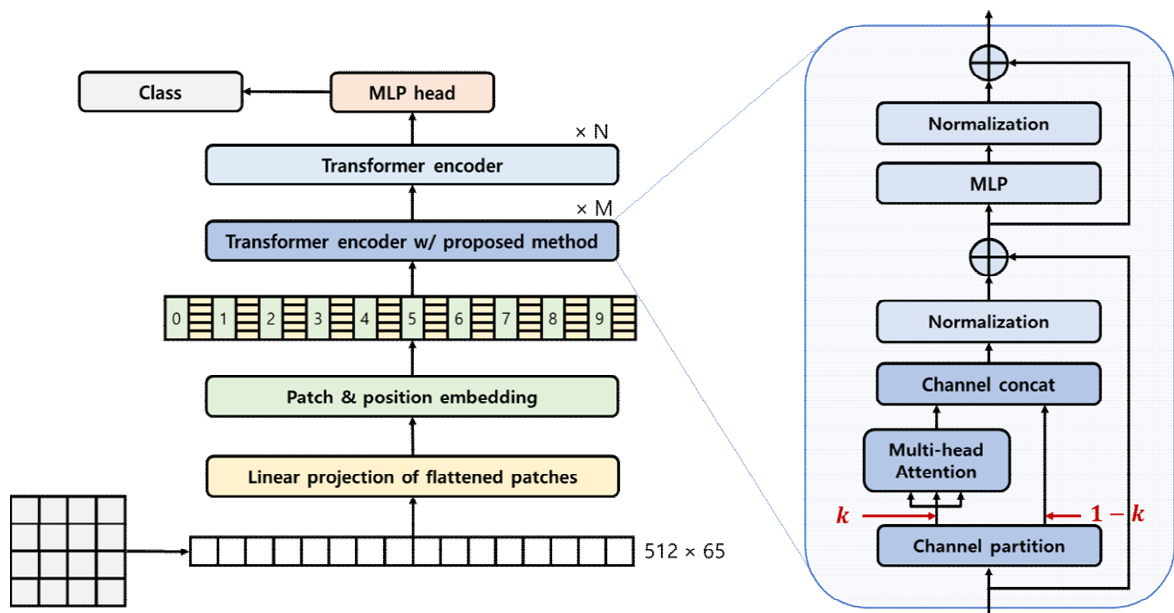 Class
MLP head
× N
Transformer encoder
× M
Transformer encoder w/ proposed method
0 1 2 3 4 5 6 7 8 9
Patch & position embedding
Linear projection of flattened patches
512 × 65
Normalization
MLP
Normalization
Channel concat
Multi-head
Attention
k
1 − k
Channel partition